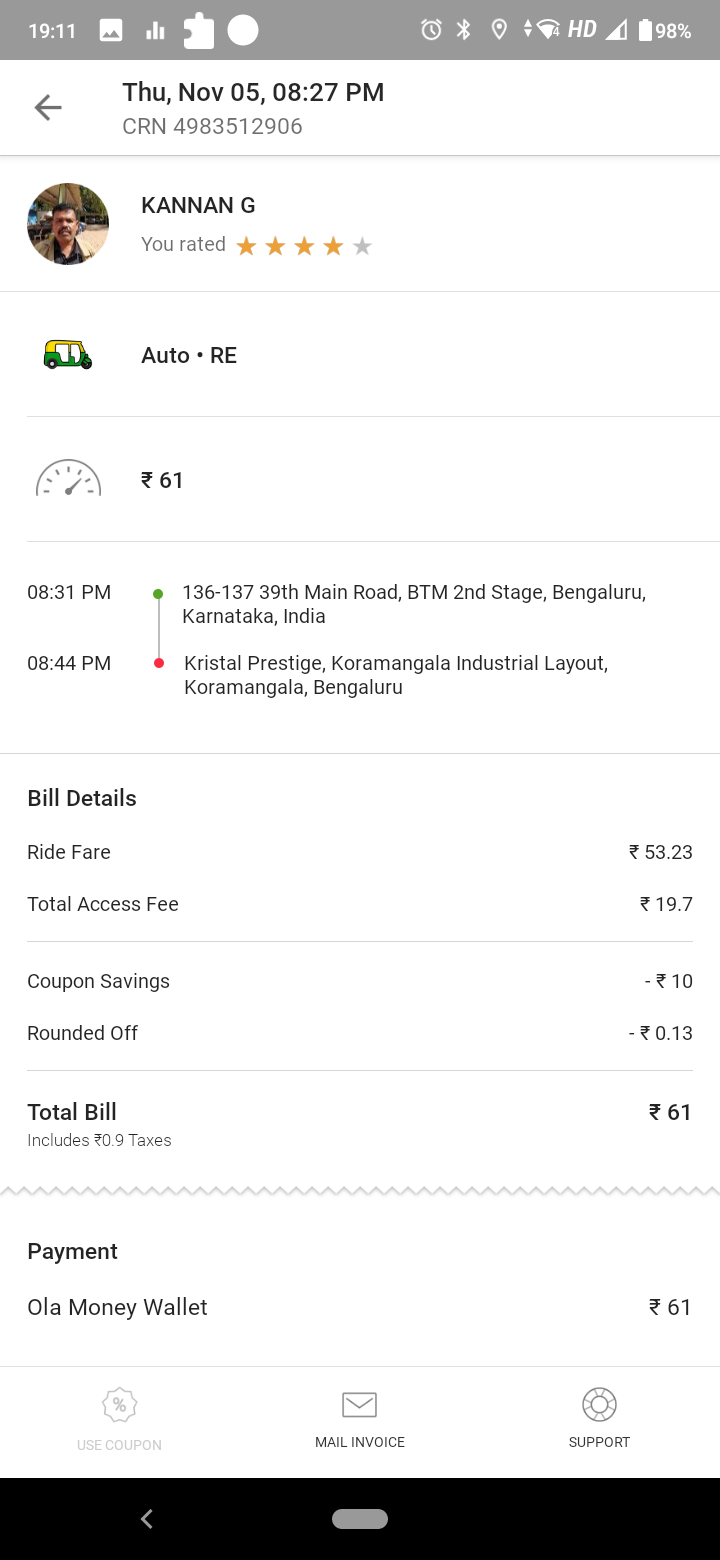 19:11
4 HD 98%
Thu, Nov 05, 08:27 PM
CRN 4983512906
KANNAN G
You rated
Auto • RE
₹ 61
08:31 PM 136-137 39th Main Road, BTM 2nd Stage, Bengaluru,
Karnataka, India
08:44 PM Kristal Prestige, Koramangala Industrial Layout,
Koramangala, Bengaluru
Bill Details
Ride Fare ₹ 53.23
Total Access Fee ₹ 19.7
Coupon Savings - ₹ 10
Rounded Off - ₹ 0.13
Total Bill ₹ 61
Includes ₹0.9 Taxes
Payment
Ola Money Wallet ₹ 61
%
USE COUPON MAIL INVOICE SUPPORT